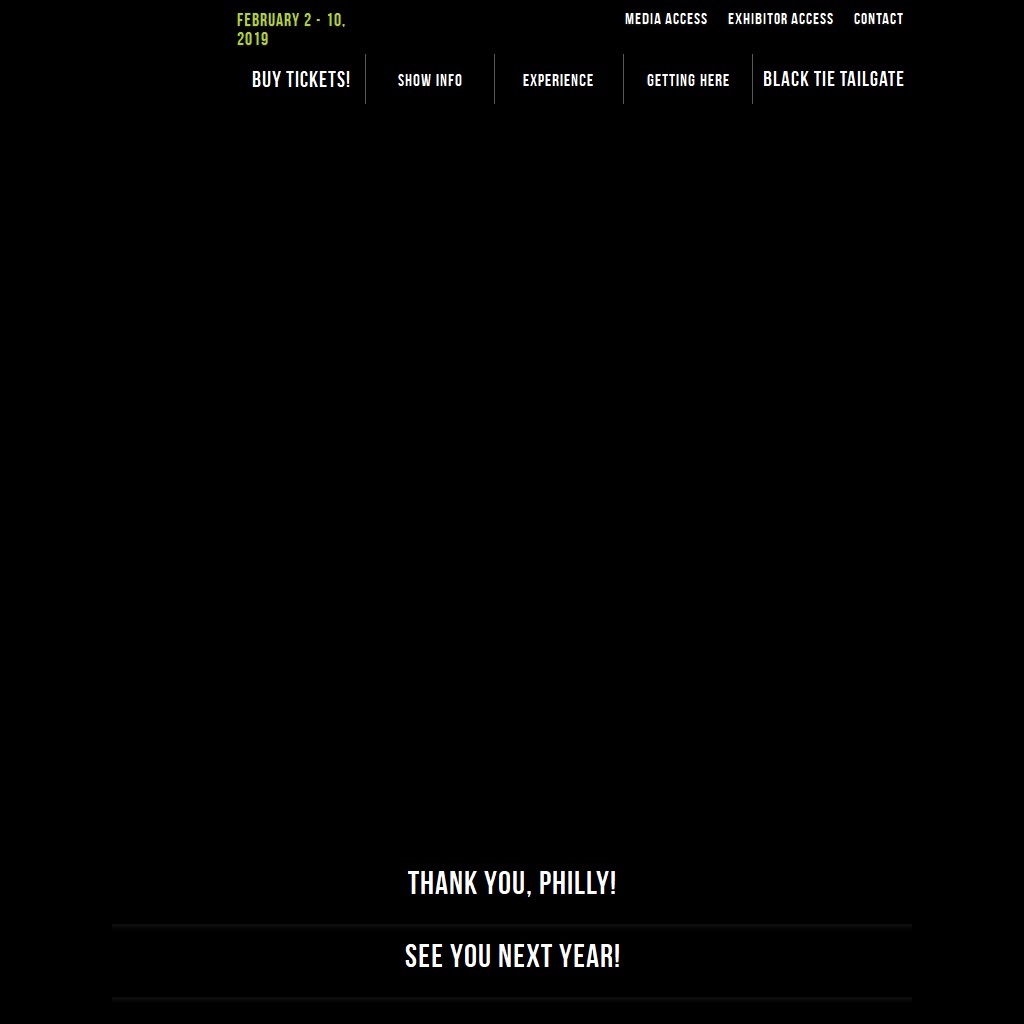 FEBRUARY 2 - 10,
2019
MEDIA ACCESS EXHIBITOR ACCESS CONTACT
BUY TICKETS! SHOW INFO EXPERIENCE GETTING HERE BLACK TIE TAILGATE
THANK YOU, PHILLY!
SEE YOU NEXT YEAR!